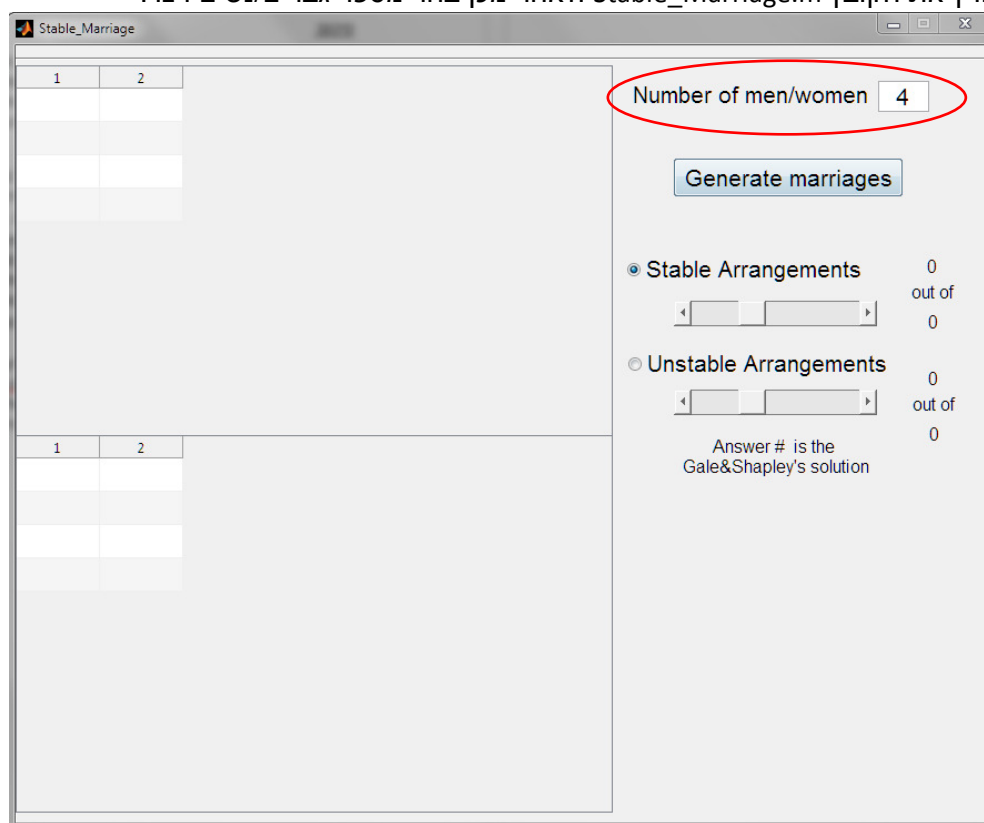 Stable_Marriage
1 2
Number of men/women 4
Generate marriages
Stable Arrangements
0
out of
0
Unstable Arrangements
0
out of
0
1 2
Answer # is the
Gale&Shapley's solution